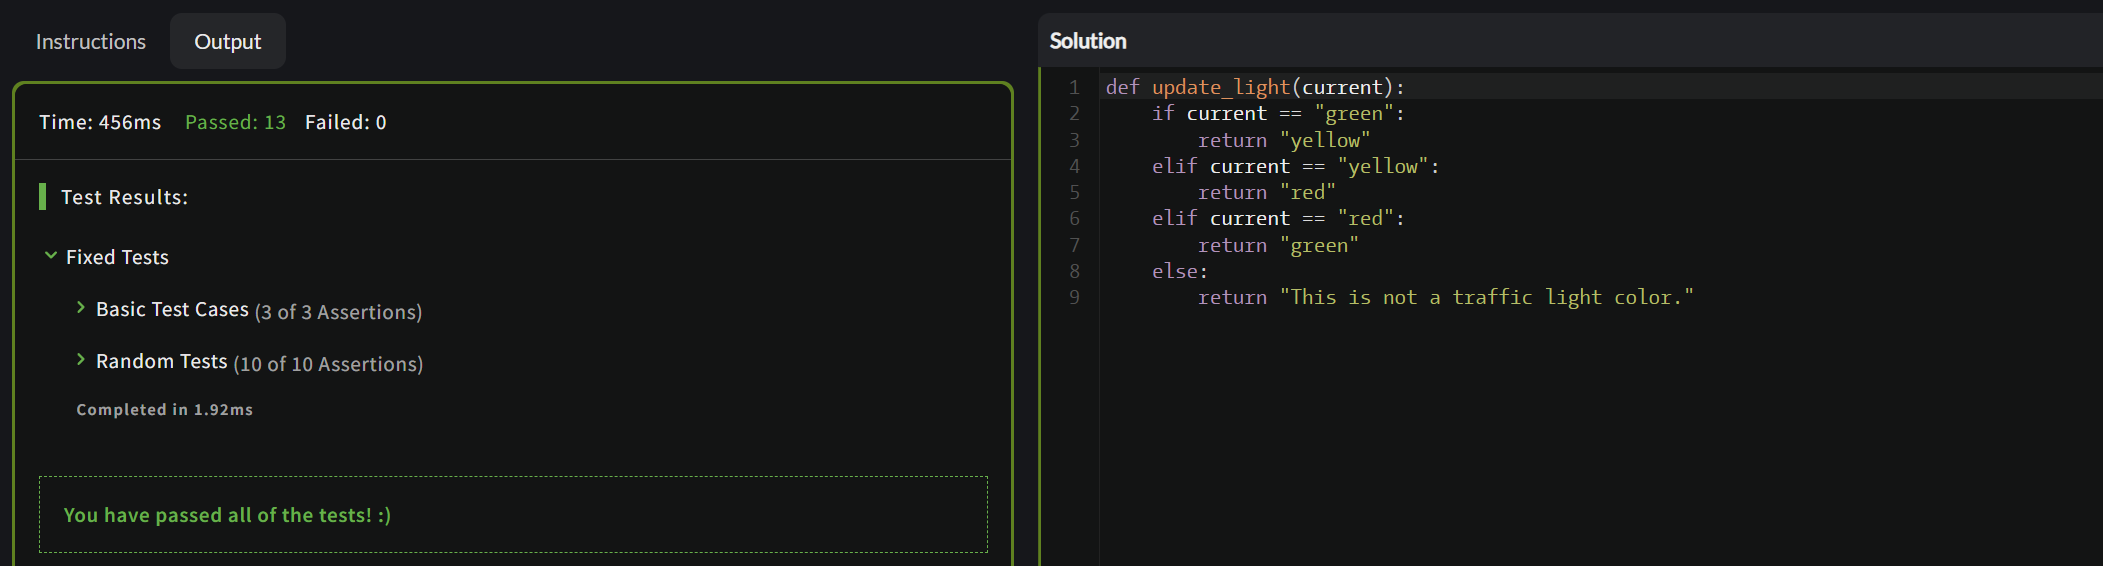 Instructions Output
Time: 456ms Passed: 13 Failed: 0
Test Results:
Fixed Tests
Basic Test Cases (3 of 3 Assertions)
Random Tests (10 of 10 Assertions)
Completed in 1.92ms
You have passed all of the tests! :)
Solution
1 def update_light(current):
2     if current == "green":
3         return "yellow"
4     elif current == "yellow":
5         return "red"
6     elif current == "red":
7         return "green"
8     else:
9         return "This is not a traffic light color."